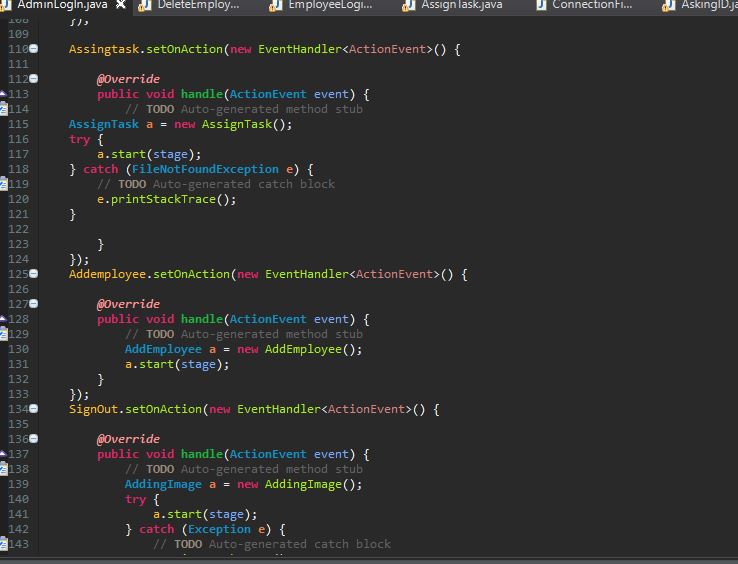 AdminLogIn.java DeleteEmploy... EmployeeLogi... AssignTask.java ConnectionFi... AskingID.ja
108 });
109
110 Assingtask.setOnAction(new EventHandler<ActionEvent>() {
111
112 @Override
113 public void handle(ActionEvent event) {
114 // TODO Auto-generated method stub
115 AssignTask a = new AssignTask();
116 try {
117 a.start(stage);
118 } catch (FileNotFoundException e) {
119 // TODO Auto-generated catch block
120 e.printStackTrace();
121 }
122
123 }
124 });
125 Addemployee.setOnAction(new EventHandler<ActionEvent>() {
126
127 @Override
128 public void handle(ActionEvent event) {
129 // TODO Auto-generated method stub
130 AddEmployee a = new AddEmployee();
131 a.start(stage);
132 }
133 });
134 SignOut.setOnAction(new EventHandler<ActionEvent>() {
135
136 @Override
137 public void handle(ActionEvent event) {
138 // TODO Auto-generated method stub
139 AddingImage a = new AddingImage();
140 try {
141 a.start(stage);
142 } catch (Exception e) {
143 // TODO Auto-generated catch block